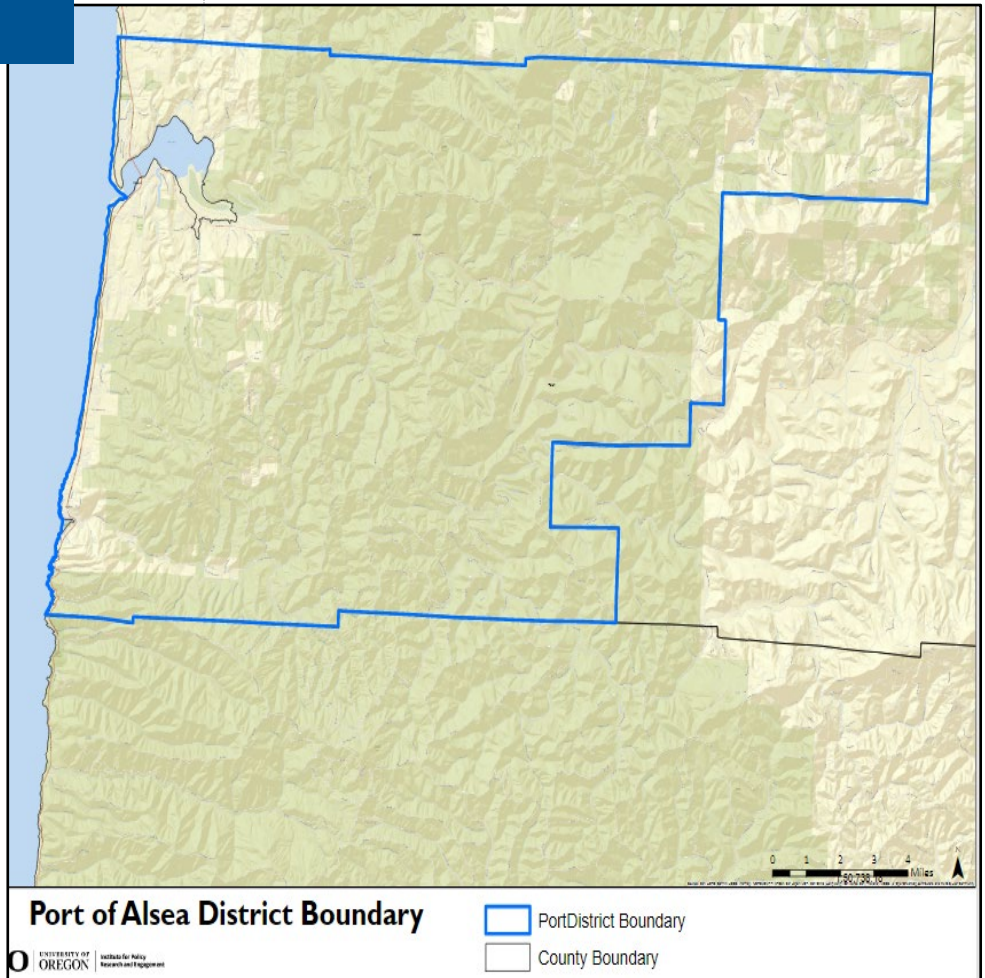 0 1 2 3 4
Miles
N
Port of Alsea District Boundary
PortDistrict Boundary
County Boundary
O UNIVERSITY OF OREGON
Institute for Policy
Research and Engagement